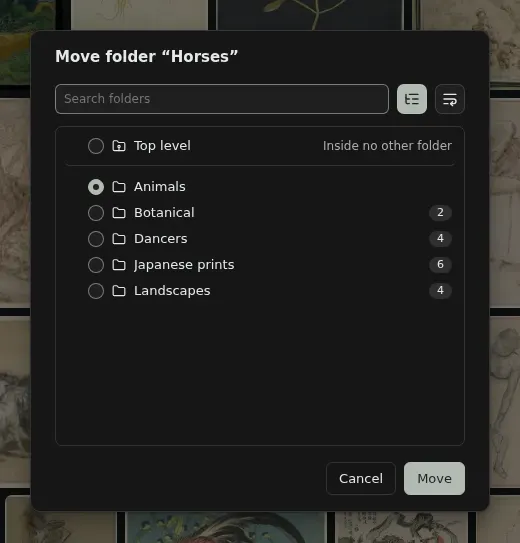 Move folder “Horses”
Search folders
Top level Inside no other folder
Animals
Botanical 2
Dancers 4
Japanese prints 6
Landscapes 4
Cancel Move